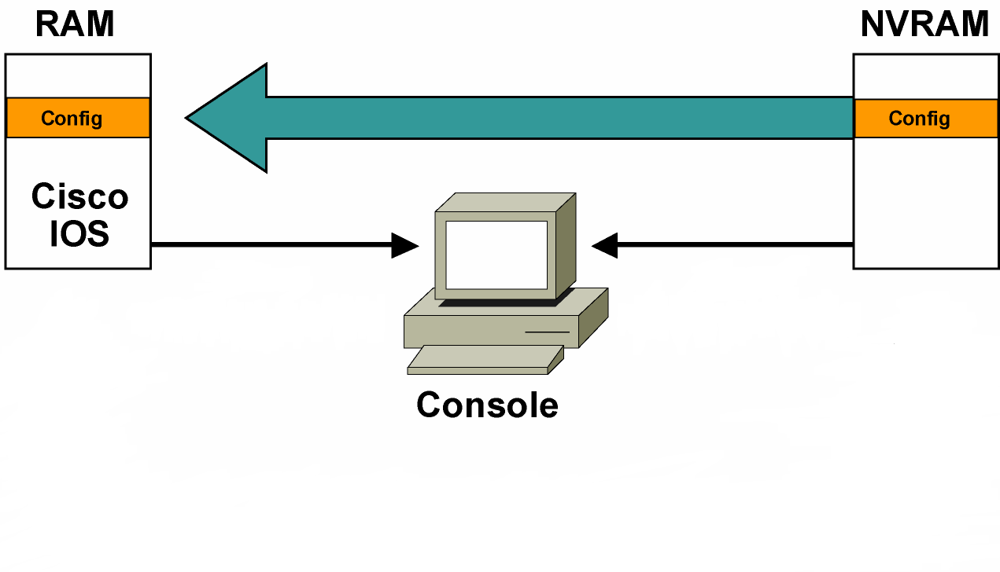 RAM
NVRAM
Config
Config
Cisco
IOS
Console